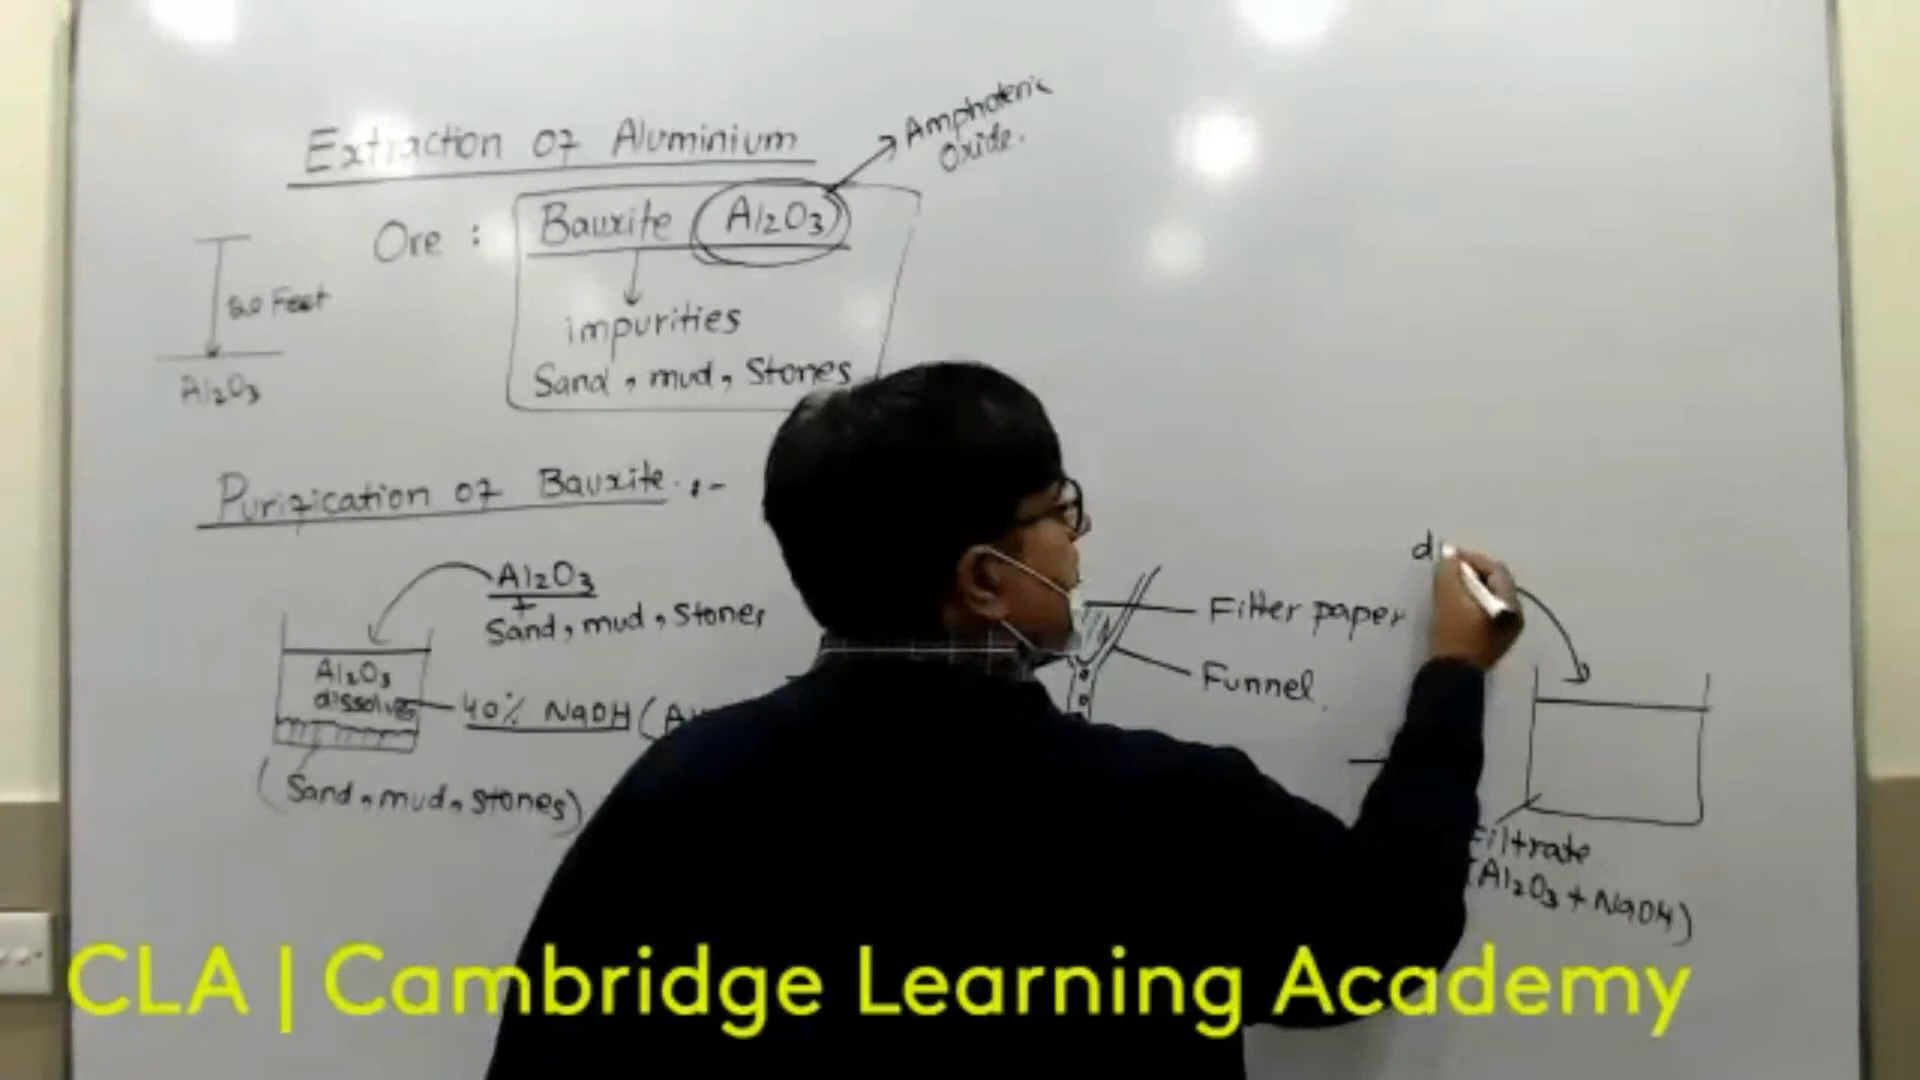 Extraction of Aluminium
Amphoteric
Oxide.
Ore : Bauxite Al2O3
impurities
Sand, mud, Stones
Feet
Al2O3
Purification of Bauxite :-
Al2O3
+
Sand, mud, Stones
Al2O3
dissolves
40% NaOH (A
(Sand, mud, stones)
Filter paper
Funnel.
d
Filtrate
(Al2O3 + NaOH)
CLA | Cambridge Learning Academy